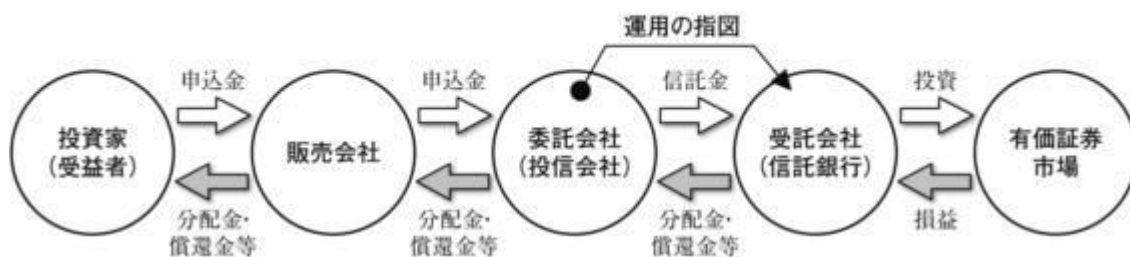 運用の指図
申込金
申込金
信託金
投資
投資家
(受益者)
販売会社
委託会社
(投信会社)
受託会社
(信託銀行)
有価証券
市場
分配金・
償還金等
分配金・
償還金等
分配金・
償還金等
損益